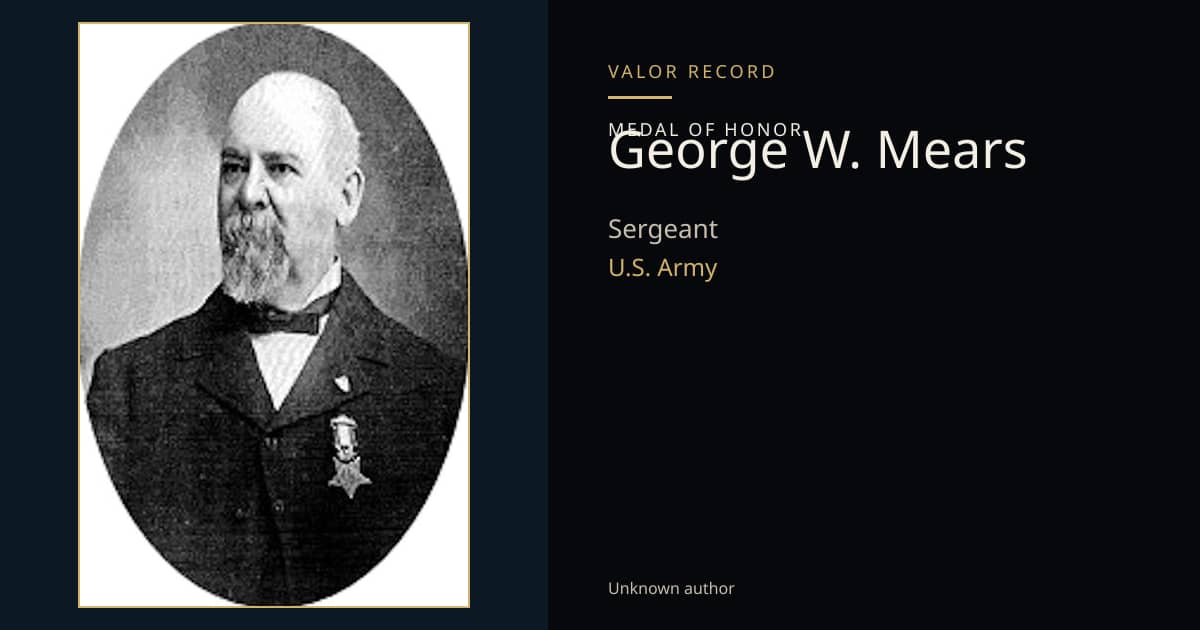 VALOR RECORD
MEDAL OF HONOR
George W. Mears
Sergeant
U.S. Army
Unknown author